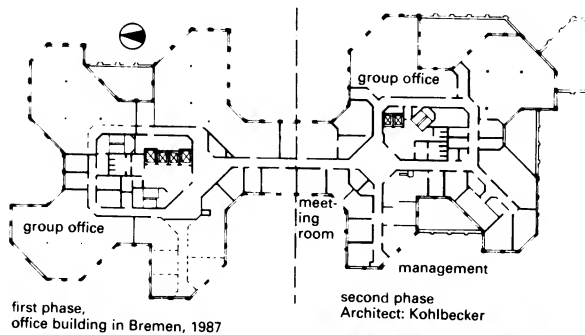 group office
group office
meet-
ing
room
management
first phase,
office building in Bremen, 1987
second phase
Architect: Kohlbecker